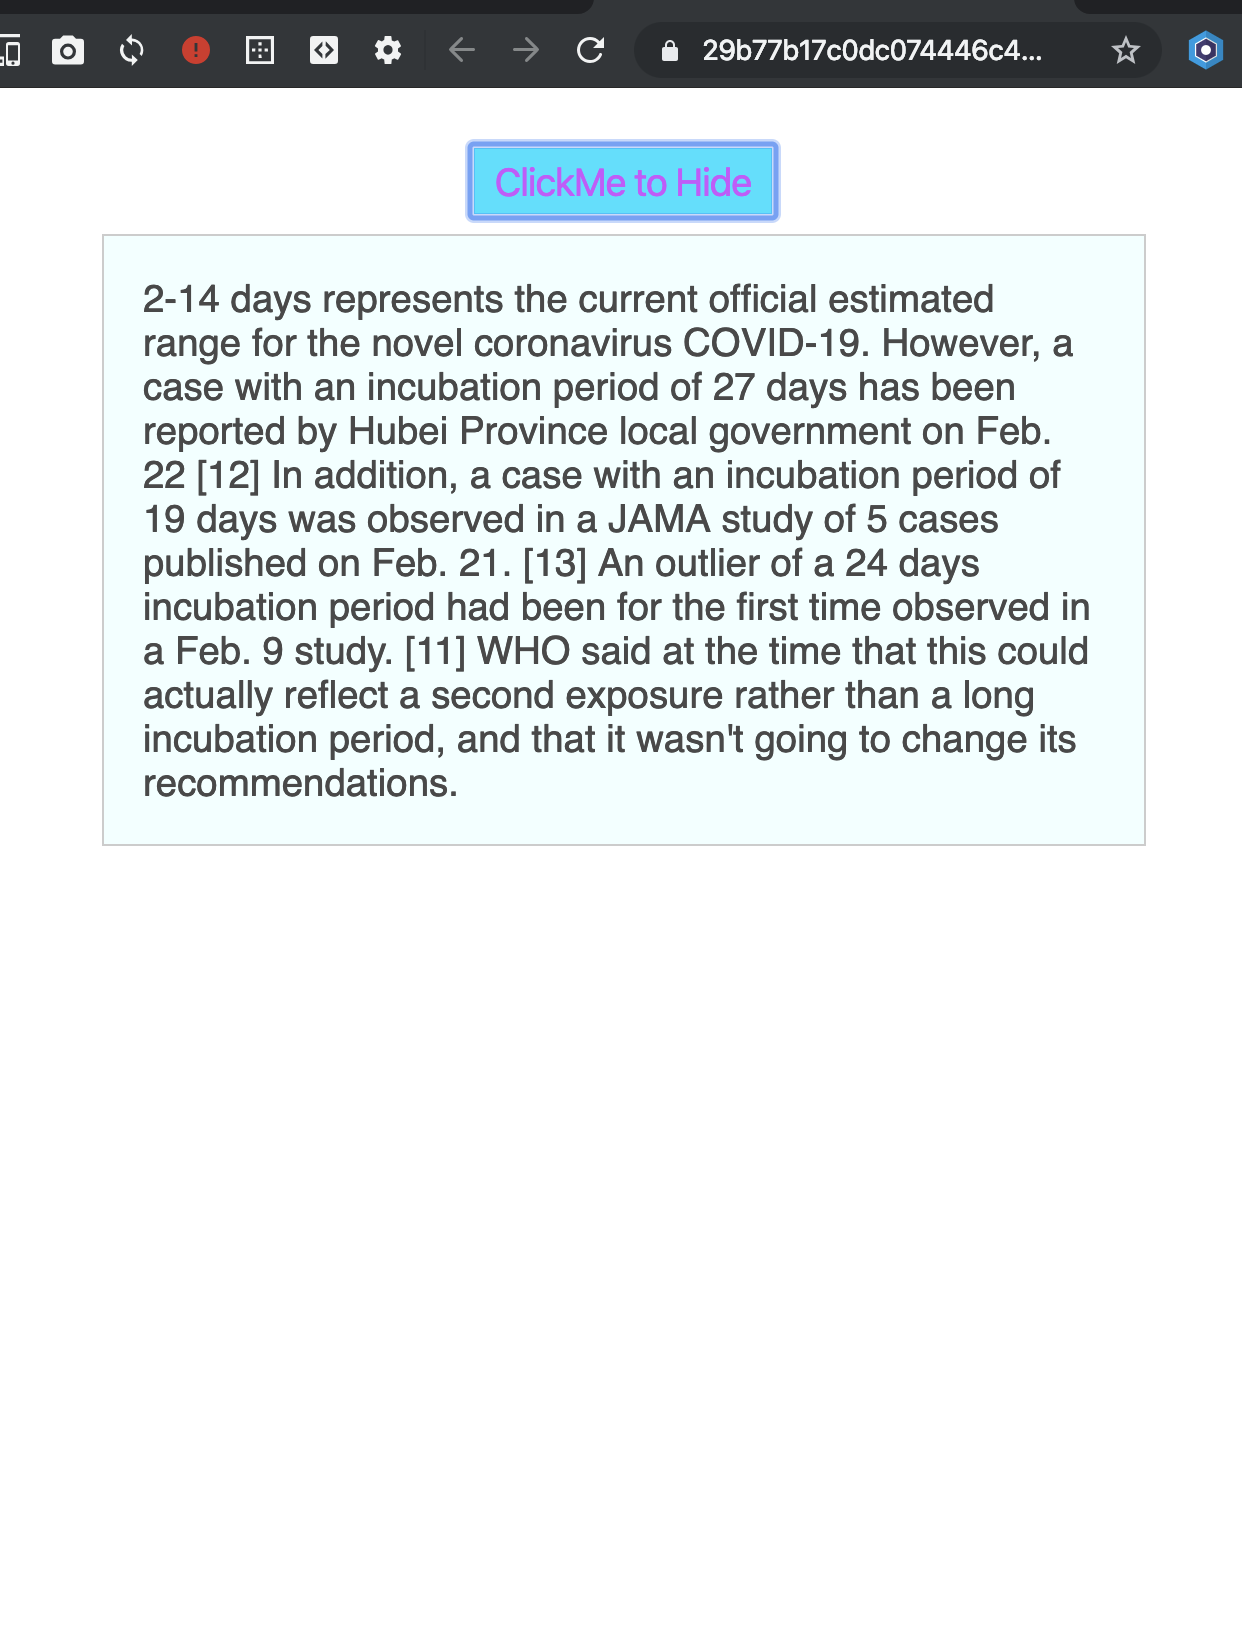 29b77b17c0dc074446c4...
ClickMe to Hide
2-14 days represents the current official estimated
range for the novel coronavirus COVID-19. However, a
case with an incubation period of 27 days has been
reported by Hubei Province local government on Feb.
22 [12] In addition, a case with an incubation period of
19 days was observed in a JAMA study of 5 cases
published on Feb. 21. [13] An outlier of a 24 days
incubation period had been for the first time observed in
a Feb. 9 study. [11] WHO said at the time that this could
actually reflect a second exposure rather than a long
incubation period, and that it wasn't going to change its
recommendations.